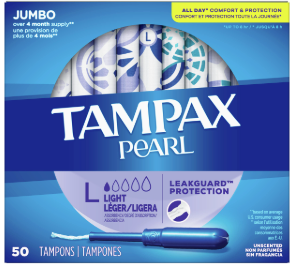 JUMBO
over 4 month supply**
une provision de
plus de 4 mois**
ALL DAY* COMFORT & PROTECTION
CONFORT ET PROTECTION TOUTE LA JOURNÉE*
L
TAMPAX
PEARL
L
LIGHT
LÉGER/LIGERA
LEAKGUARD™
PROTECTION
50 TAMPONS | TAMPONES
UNSCENTED
NON PARFUMÉS
SIN FRAGANCIA